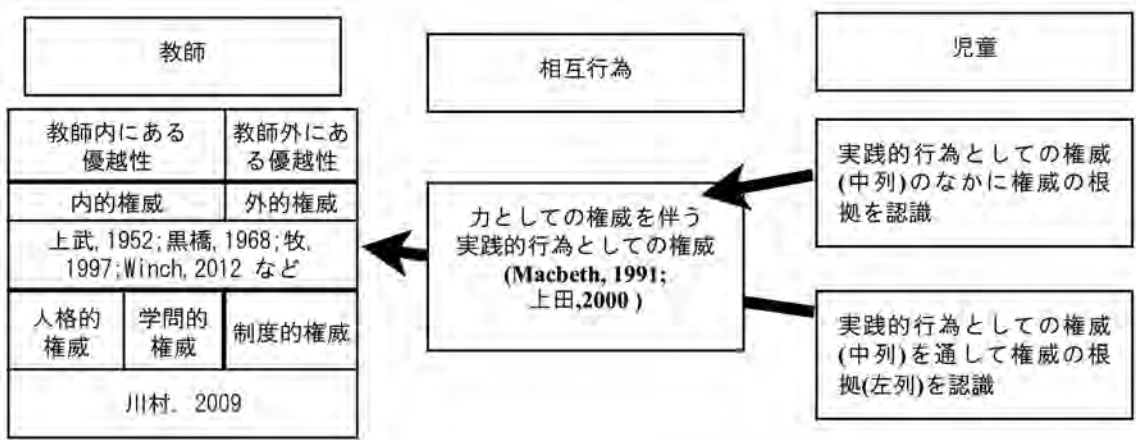 教師
教師内にある
優越性
教師外にあ
る優越性
内的権威
外的権威
上武, 1952;黒橋, 1968;牧,
1997;Winch, 2012 など
人格的
権威
学問的
権威
制度的権威
川村. 2009
相互行為
力としての権威を伴う
実践的行為としての権威
(Macbeth, 1991;
上田,2000 )
児童
実践的行為としての権威
(中列)のなかに権威の根
拠を認識
実践的行為としての権威
(中列)を通して権威の根
拠(左列)を認識